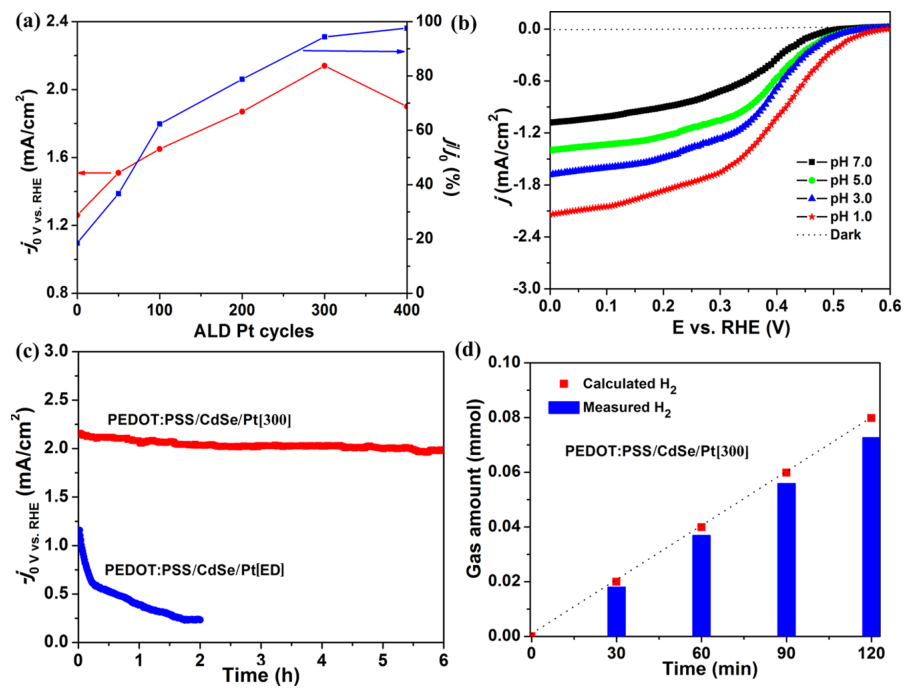 (a)
2.4
2.0
1.6
1.2
0.8
-j0 V vs. RHE (mA/cm²)
100
80
60
40
20
0
j/j₀ (%)
0 100 200 300 400
ALD Pt cycles
(b)
0.0
-0.6
-1.2
-1.8
-2.4
-3.0
j (mA/cm²)
pH 7.0
pH 5.0
pH 3.0
pH 1.0
Dark
0.0 0.1 0.2 0.3 0.4 0.5 0.6
E vs. RHE (V)
(c)
3.0
2.5
2.0
1.5
1.0
0.5
0.0
-j0 V vs. RHE (mA/cm²)
PEDOT:PSS/CdSe/Pt[300]
PEDOT:PSS/CdSe/Pt[ED]
0 1 2 3 4 5 6
Time (h)
(d)
0.10
0.08
0.06
0.04
0.02
0.00
Gas amount (mmol)
Calculated H₂
Measured H₂
PEDOT:PSS/CdSe/Pt[300]
0 30 60 90 120
Time (min)